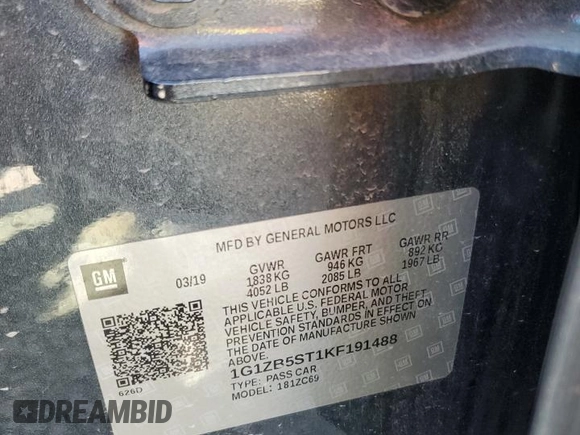 MFD BY GENERAL MOTORS LLC
GM
03/19
GVWR
1838 KG
4052 LB
GAWR FRT
946 KG
2085 LB
GAWR RR
892 KG
1967 LB
THIS VEHICLE CONFORMS TO ALL
APPLICABLE U.S. FEDERAL MOTOR
VEHICLE SAFETY, BUMPER, AND THEFT
PREVENTION STANDARDS IN EFFECT ON
THE DATE OF MANUFACTURE SHOWN
ABOVE.
1G1ZR5ST1KF191488
TYPE: PASS CAR
MODEL: 181ZC69
626D
DREAMBID